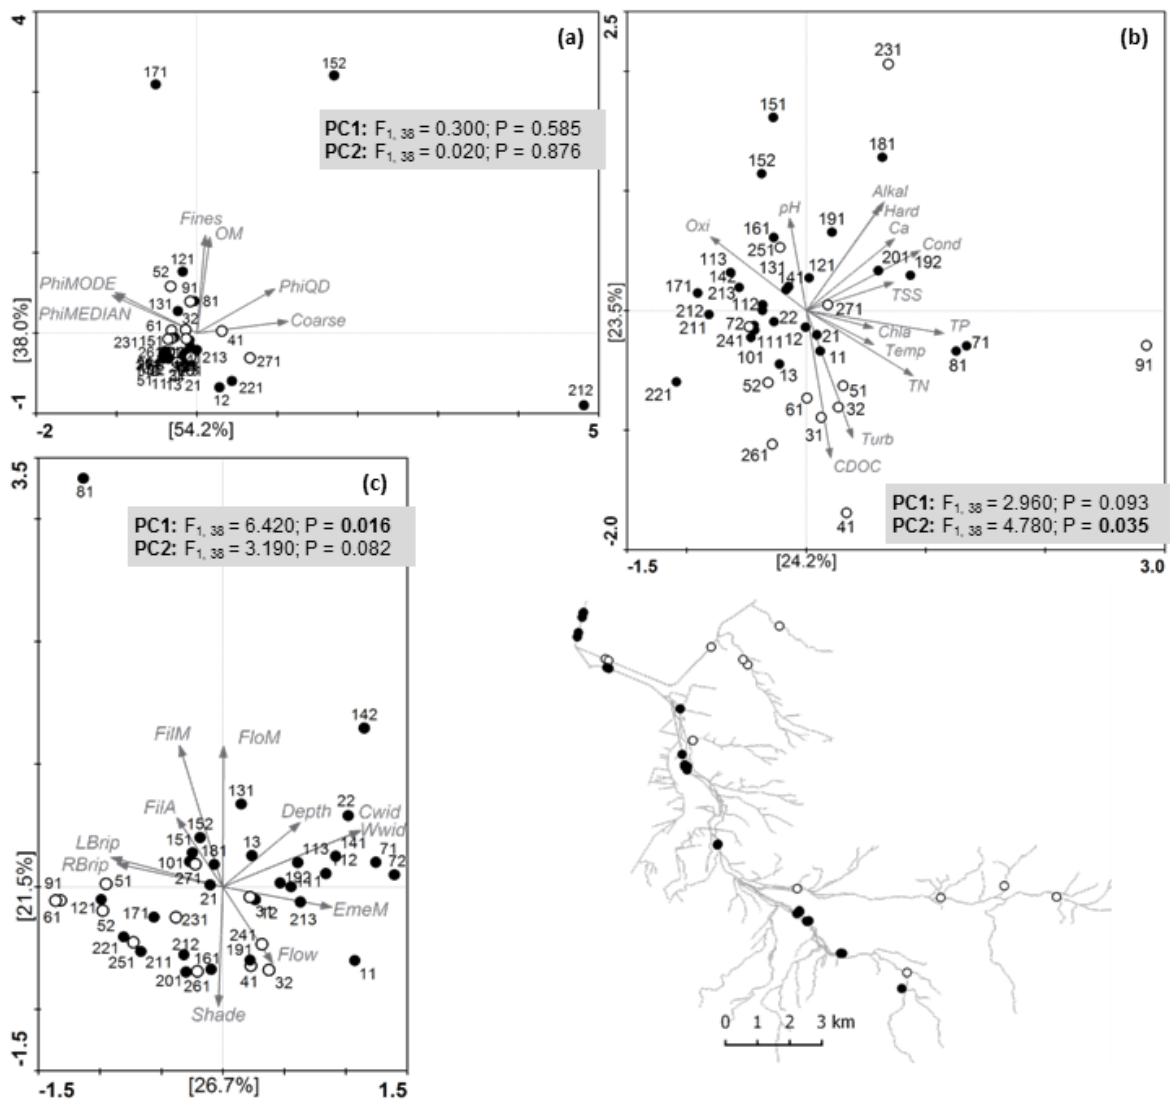 4
(a)
171
152
PC1: F1, 38 = 0.300; P = 0.585
PC2: F1, 38 = 0.020; P = 0.876
Fines
OM
121
52
PhiMODE
91
81
PhiQD
131
PhiMEDIAN
32
Coarse
61
41
231
151
213
271
51
11
13
21
221
12
212
[38.0%]
-1
-2
[54.2%]
5
2.5
(b)
231
151
181
152
Alkal
pH
Hard
Oxi
191
Ca
161
251
Cond
113
131
121
201
192
142
141
171
213
TSS
212
112
271
211
72
22
Chla
TP
241
111
12
21
Temp
71
101
11
81
91
13
TN
221
52
51
61
32
31
Turb
261
CDOC
41
[23.5%]
PC1: F1, 38 = 2.960; P = 0.093
PC2: F1, 38 = 4.780; P = 0.035
-2.0
-1.5
[24.2%]
3.0
3.5
(c)
81
PC1: F1, 38 = 6.420; P = 0.016
PC2: F1, 38 = 3.190; P = 0.082
142
FilM
FloM
131
22
FilA
Depth
Cwid
152
Wwid
LBrip
151
13
113
141
71
RBrip
101
181
112
72
271
192
111
91
51
21
61
121
31
12
213
EmeM
52
171
231
221
241
251
211
212
161
191
Flow
201
261
41
32
11
Shade
[21.5%]
-1.5
-1.5
[26.7%]
1.5
0 1 2 3 km